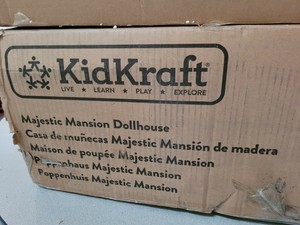 KidKraft®
LIVE ★ LEARN ★ PLAY ★ EXPLORE
Majestic Mansion Dollhouse
Casa de muñecas Majestic Mansión de madera
Maison de poupée Majestic Mansion
Puppenhaus Majestic Mansion
Poppenhuis Majestic Mansion